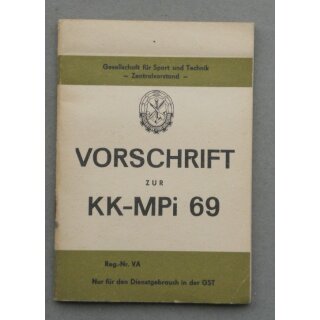 Gesellschaft für Sport und Technik
– Zentralvorstand –
VORSCHRIFT
ZUR
KK-MPi 69
Reg.-Nr. VA
Nur für den Dienstgebrauch in der GST